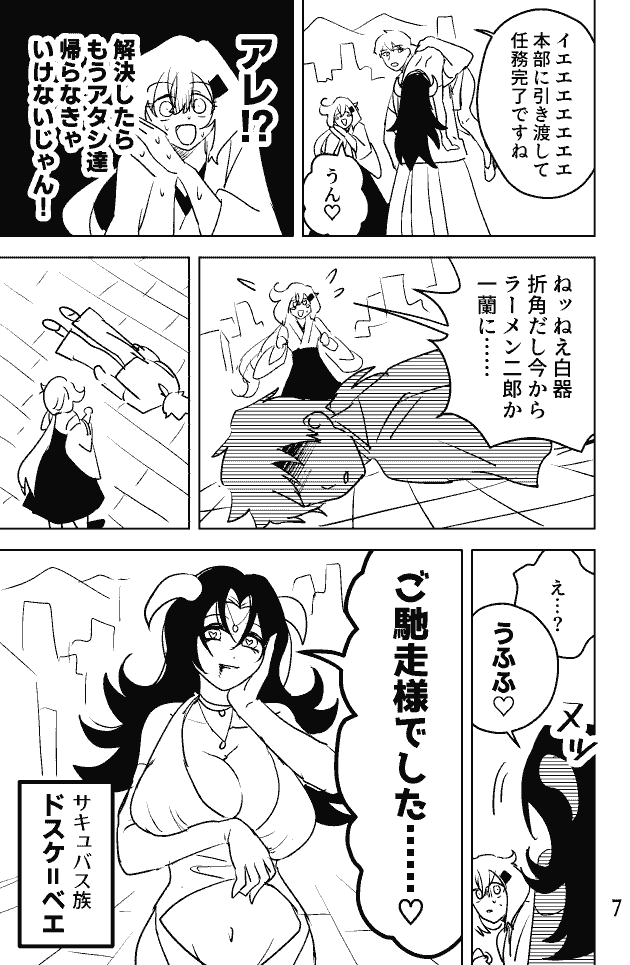 イエエエエエエエ
本部に引き渡して
任務完了ですね
うん♡
アレ!?
解決したら
もうアタシ達
帰らなきゃ
いけないじゃん！
ねッねえ白器
折角だし今から
ラーメン二郎か
一蘭に……
え…？
うふふ♡
メッ
ご馳走様でした……♡
サキュバス族
ドスケ＝ベエ
7